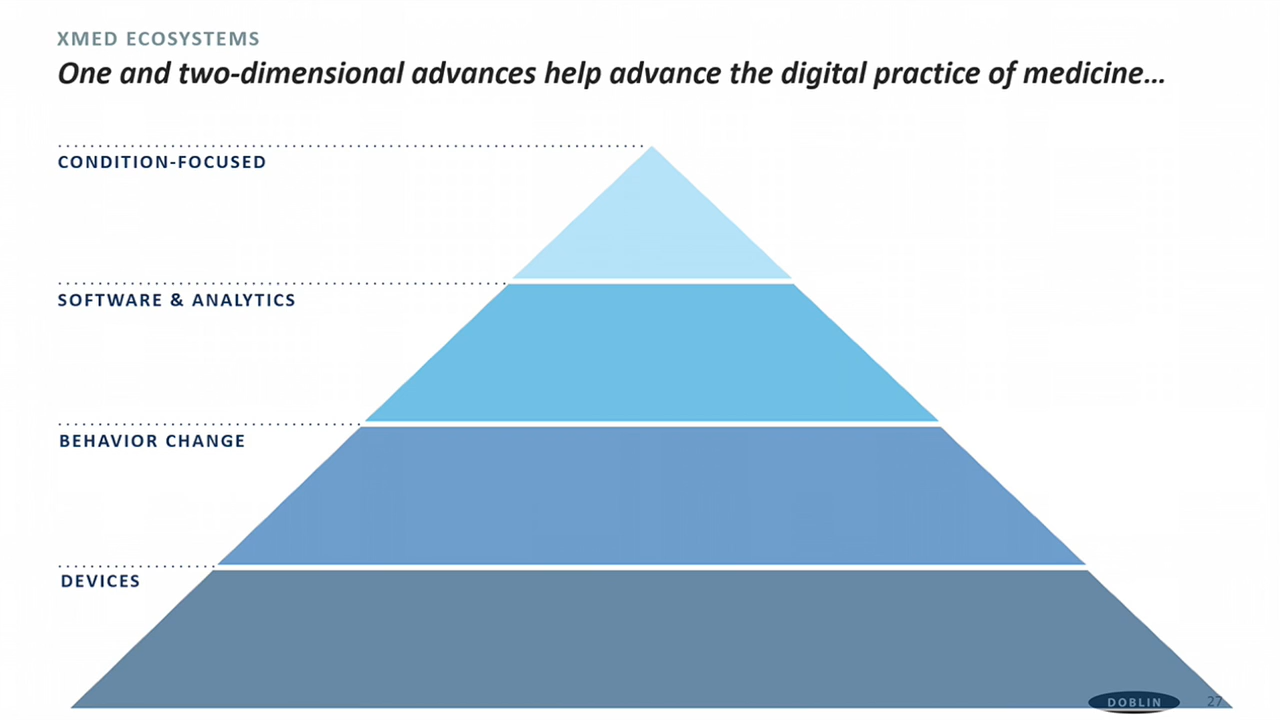 XMED ECOSYSTEMS
One and two-dimensional advances help advance the digital practice of medicine…
CONDITION-FOCUSED
SOFTWARE & ANALYTICS
BEHAVIOR CHANGE
DEVICES
DOBLIN
27